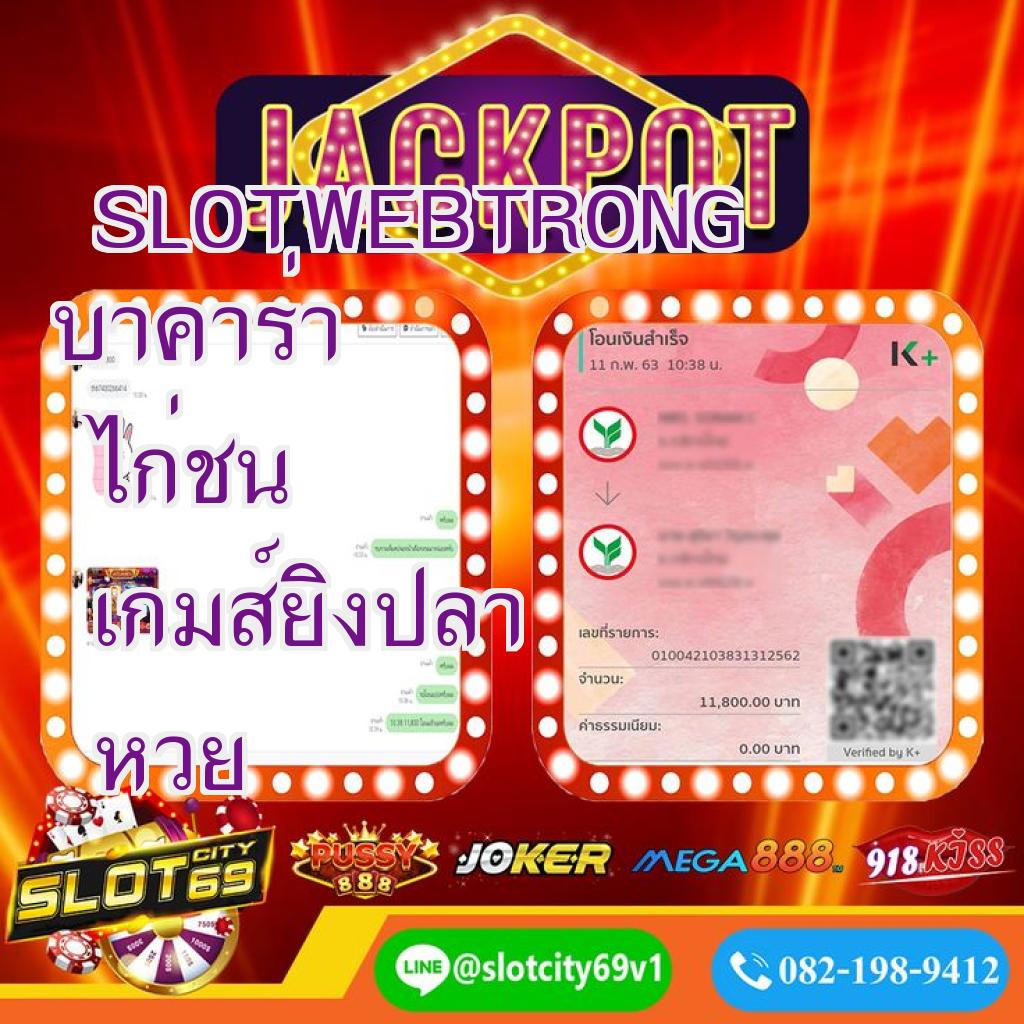 JACKPOT
SLOTWEBTRONG
บาคาร่า
ไก่ชน
เกมส์ยิงปลา
หวย
โอนเงินสำเร็จ
11 ก.พ. 63 10:38 น.
K+
เลขที่รายการ:
010042103831312562
จำนวน:
11,800.00 บาท
ค่าธรรมเนียม:
0.00 บาท
Verified by K+
SLOT CITY 69
PUSSY 888
JOKER
MEGA888
918KISS
LINE @slotcity69v1
082-198-9412